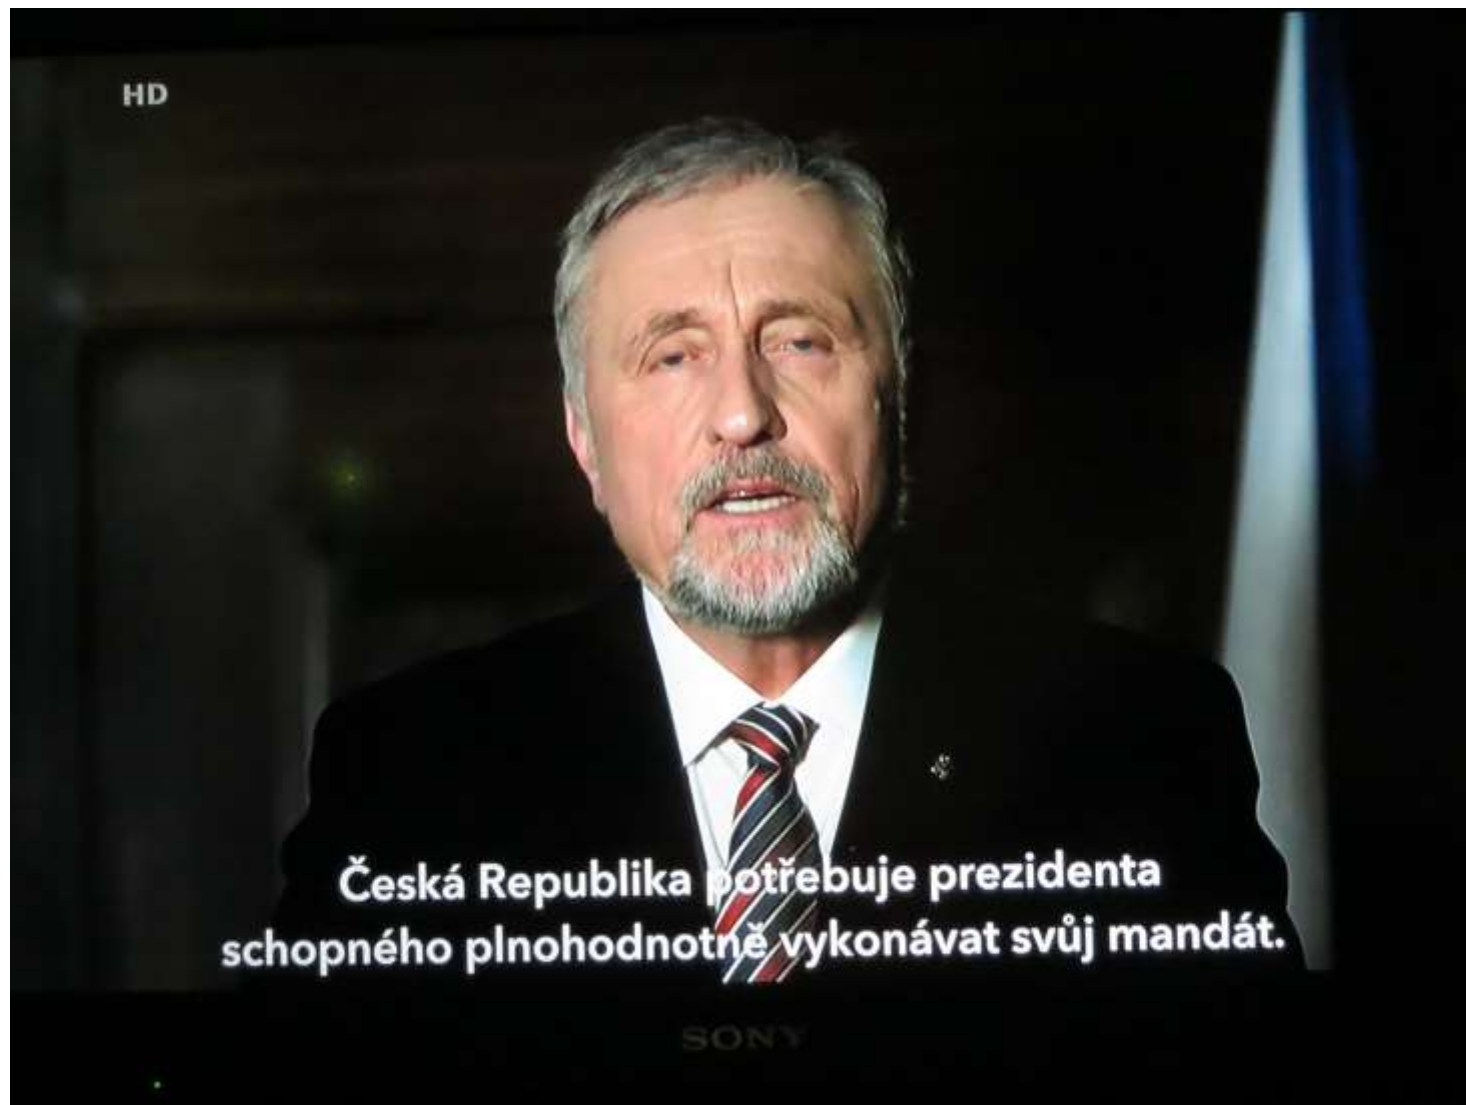 HD
Česká Republika potřebuje prezidenta
schopného plnohodnotně vykonávat svůj mandát.
SONY